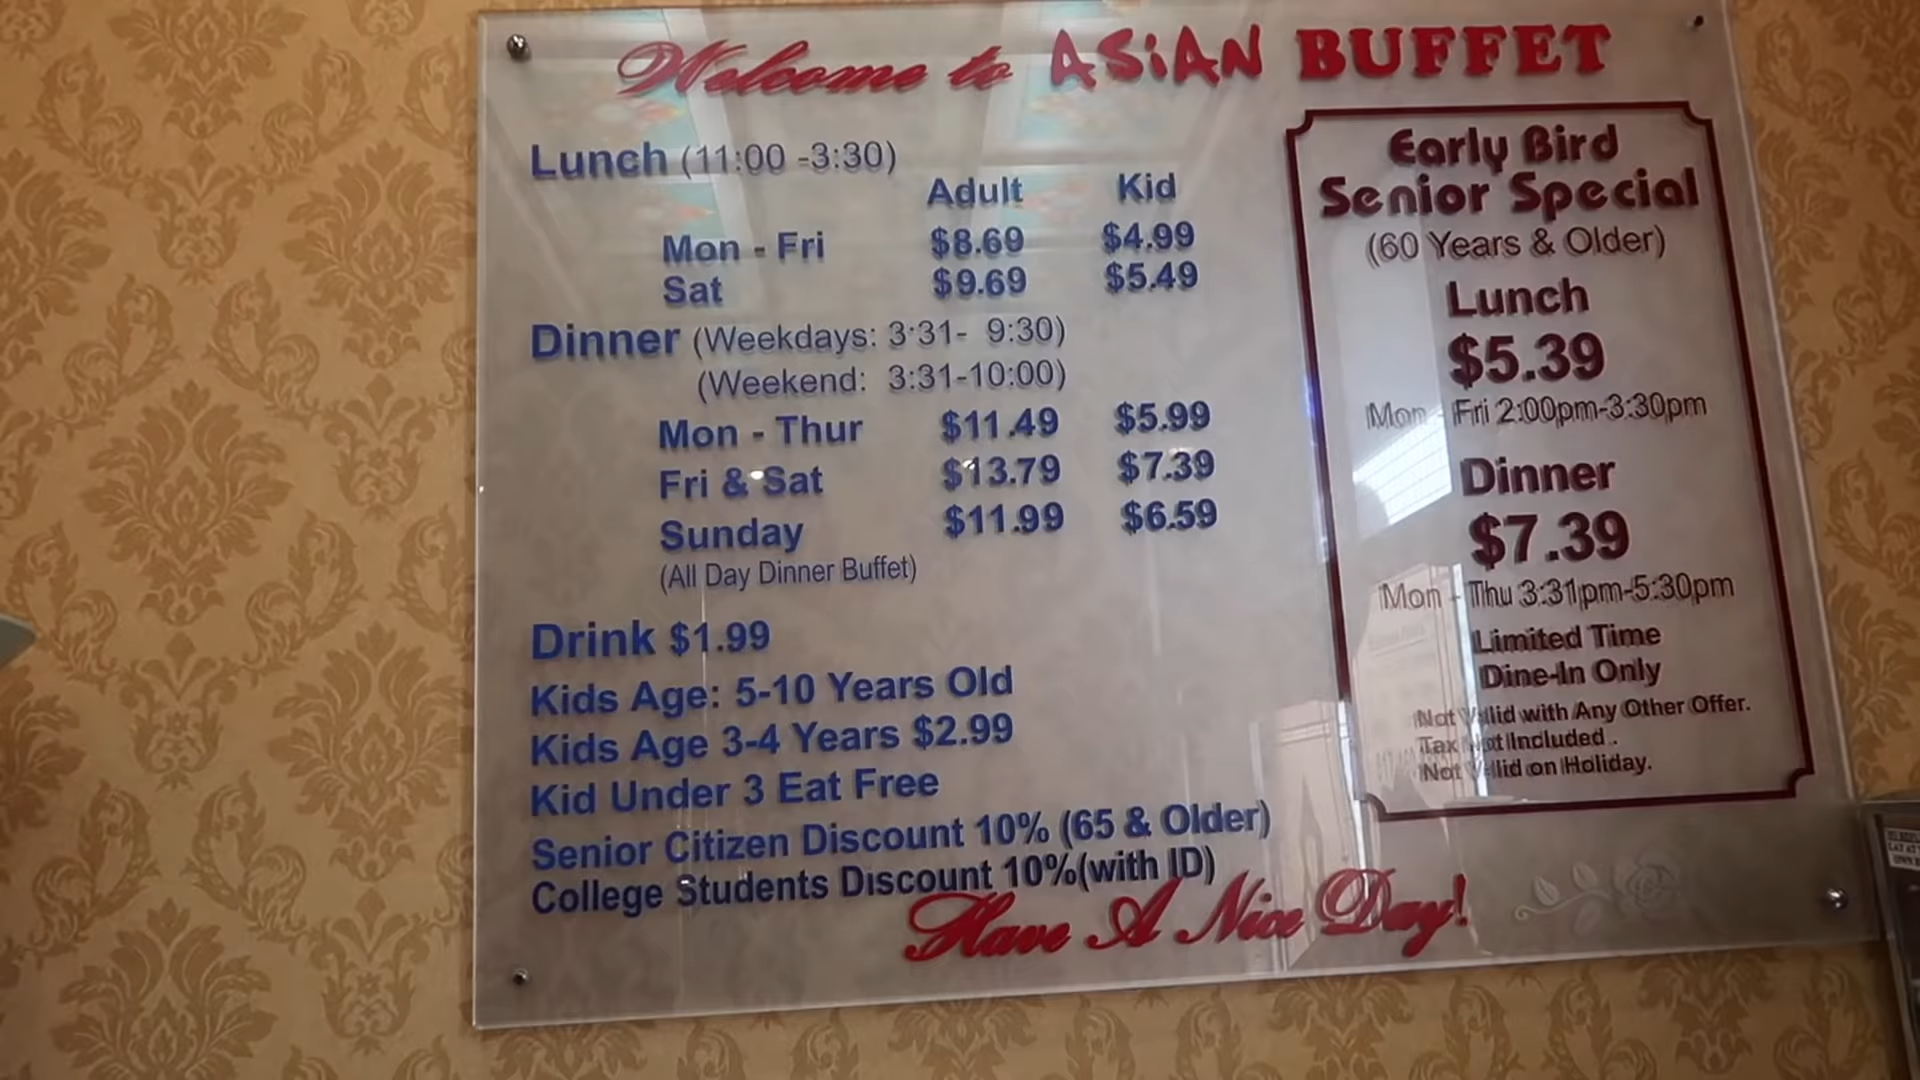 Welcome to ASiAN BUFFET
Lunch (11:00 -3:30)
Adult Kid
Mon - Fri $8.69 $4.99
Sat $9.69 $5.49
Dinner (Weekdays: 3:31- 9:30)
(Weekend: 3:31-10:00)
Mon - Thur $11.49 $5.99
Fri & Sat $13.79 $7.39
Sunday $11.99 $6.59
(All Day Dinner Buffet)
Drink $1.99
Kids Age: 5-10 Years Old
Kids Age 3-4 Years $2.99
Kid Under 3 Eat Free
Senior Citizen Discount 10% (65 & Older)
College Students Discount 10%(with ID)
Have A Nice Day!
Early Bird
Senior Special
(60 Years & Older)
Lunch
$5.39
Mon - Fri 2:00pm-3:30pm
Dinner
$7.39
Mon - Thu 3:31pm-5:30pm
Limited Time
Dine-In Only
Not Valid with Any Other Offer.
Tax Not Included.
Not Valid on Holiday.